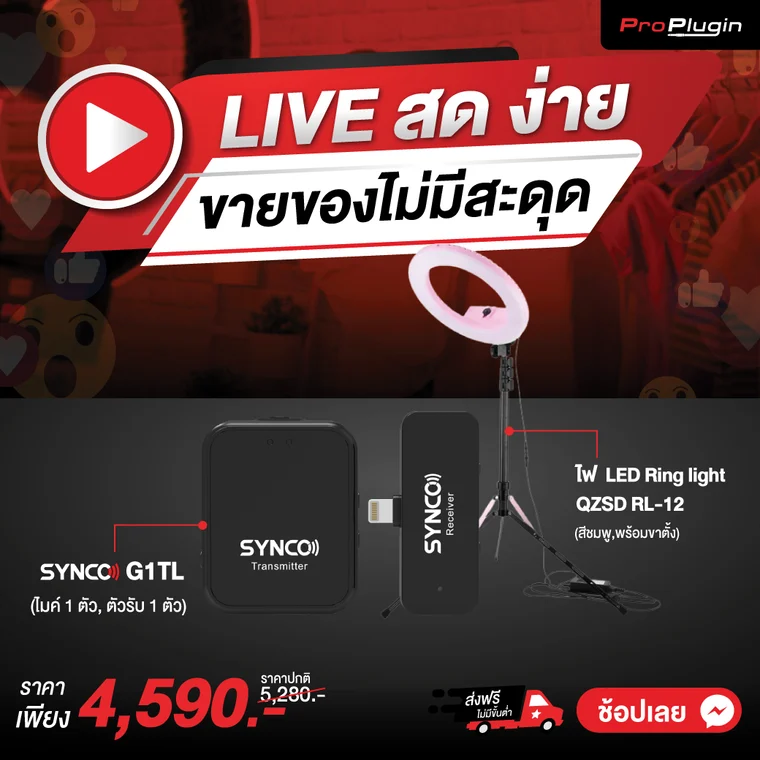 ProPlugin
LIVE สด ง่าย
ขายของไม่มีสะดุด
SYNCO
Transmitter
SYNCO
Receiver
ไฟ LED Ring light
QZSD RL-12
(สีชมพู,พร้อมขาตั้ง)
SYNCO G1TL
(ไมค์ 1 ตัว, ตัวรับ 1 ตัว)
ราคา
เพียง
4,590.-
ราคาปกติ
5,280.-
ส่งฟรี
ไม่มีขั้นต่ำ
ช้อปเลย